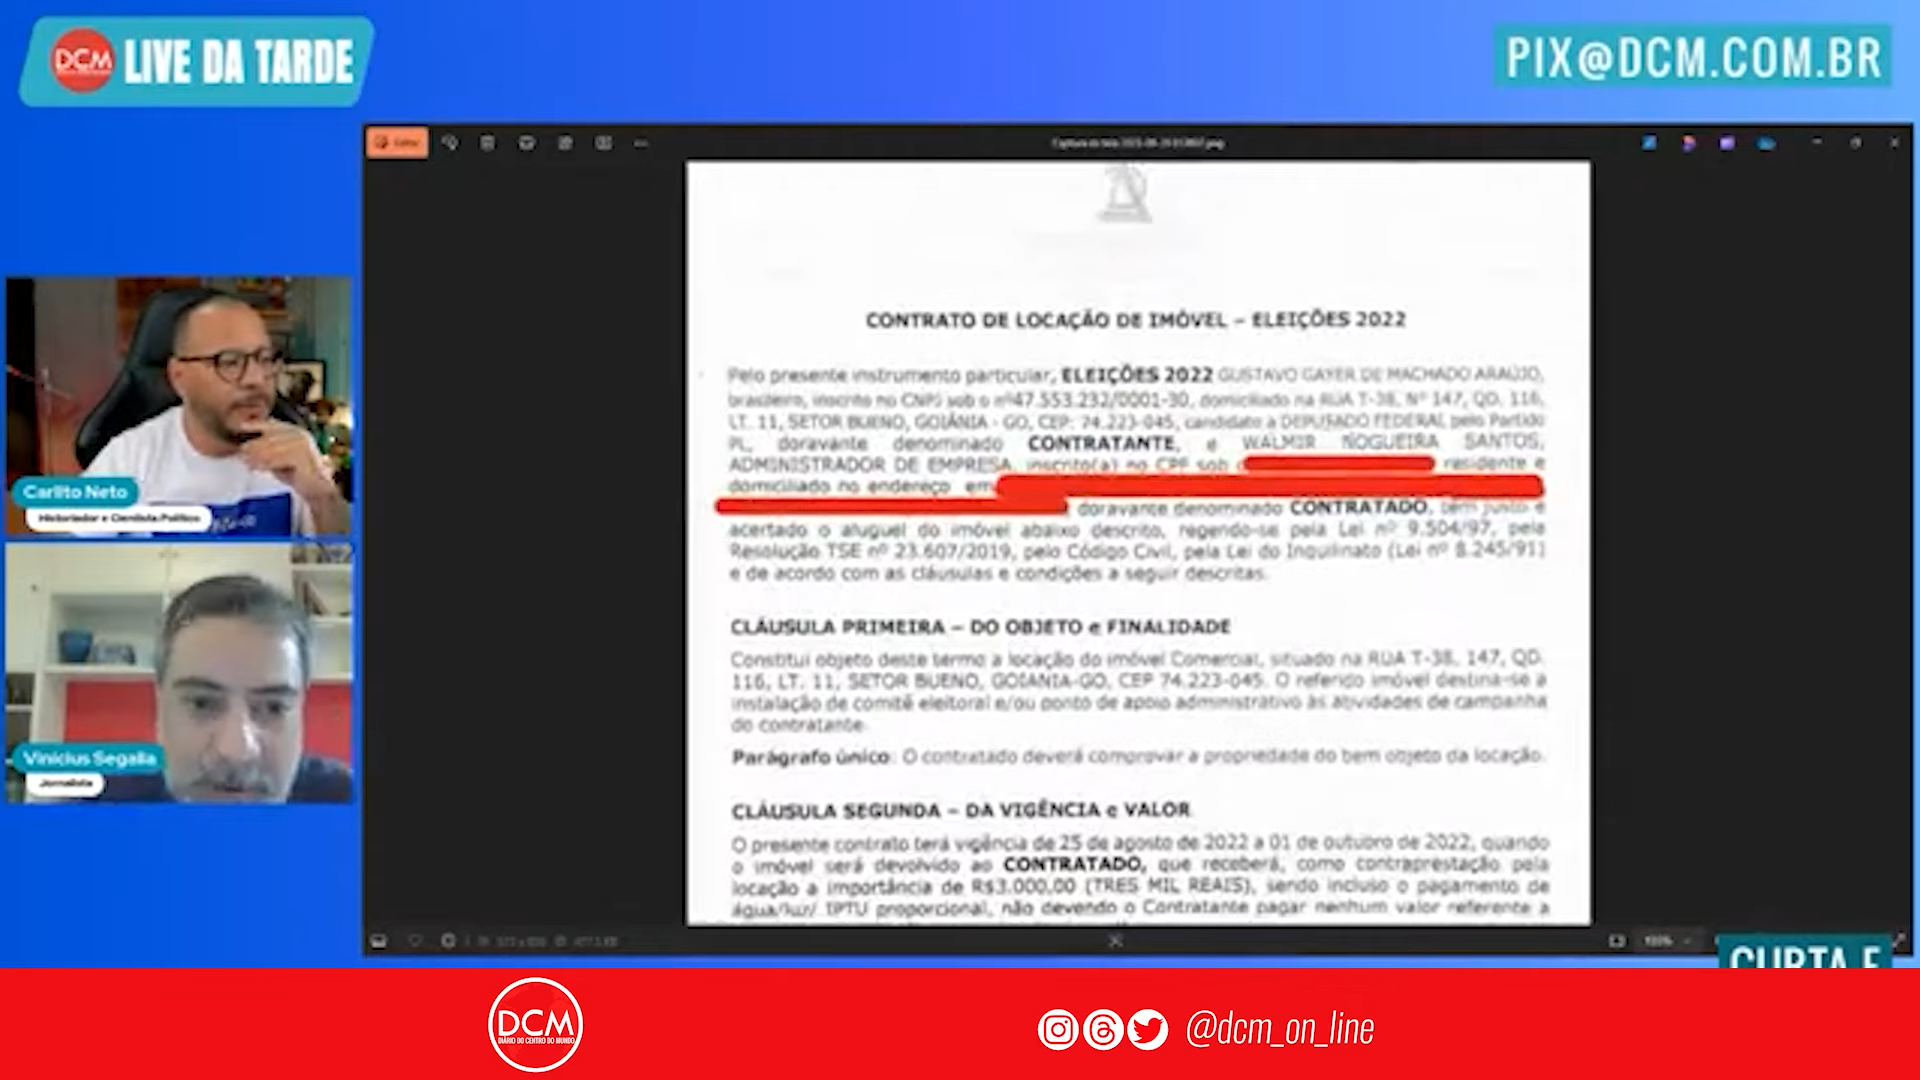 DCM LIVE DA TARDE
PIX@DCM.COM.BR
CONTRATO DE LOCAÇÃO DE IMÓVEL – ELEIÇÕES 2022
Pelo presente instrumento particular, ELEIÇÕES 2022 GUSTAVO GAYER DE MACHADO ARAÚJO,
brasileiro, inscrito no CNPJ sob o nº47.553.232/0001-30, domiciliado na RUA T-38, Nº 147, QD. 116,
LT. 11, SETOR BUENO, GOIÂNIA - GO, CEP: 74.223-045, candidato a DEPUTADO FEDERAL pelo Partido
PL, doravante denominado CONTRATANTE, e WALMIR NOGUEIRA SANTOS,
ADMINISTRADOR DE EMPRESA, inscrito(a) no CPF sob residente e
domiciliado no endereço em
doravante denominado CONTRATADO, tem justo e
acertado o aluguel do imóvel abaixo descrito, regendo-se pela Lei nº 9.504/97, pela
Resolução TSE nº 23.607/2019, pelo Código Civil, pela Lei do Inquilinato (Lei nº 8.245/91)
e de acordo com as cláusulas e condições a seguir descritas.
CLÁUSULA PRIMEIRA – DO OBJETO e FINALIDADE
Constitui objeto deste termo a locação do imóvel Comercial, situado na RUA T-38, 147, QD.
116, LT. 11, SETOR BUENO, GOIANIA-GO, CEP 74.223-045. O referido imóvel destina-se a
instalação de comitê eleitoral e/ou ponto de apoio administrativo às atividades de campanha
do contratante.
Parágrafo único: O contratado deverá comprovar a propriedade do bem objeto da locação.
CLÁUSULA SEGUNDA – DA VIGÊNCIA e VALOR
O presente contrato terá vigência de 25 de agosto de 2022 a 01 de outubro de 2022, quando
o imóvel será devolvido ao CONTRATADO, que receberá, como contraprestação pela
locação a importância de R$3.000,00 (TRES MIL REAIS), sendo incluso o pagamento de
água/luz/ IPTU proporcional, não devendo o Contratante pagar nenhum valor referente a
Carlito Neto
Historiador e Cientista Político
Vinicius Segalla
Jornalista
CURTA E
DCM
DIÁRIO DO CENTRO DO MUNDO
@dcm_on_line